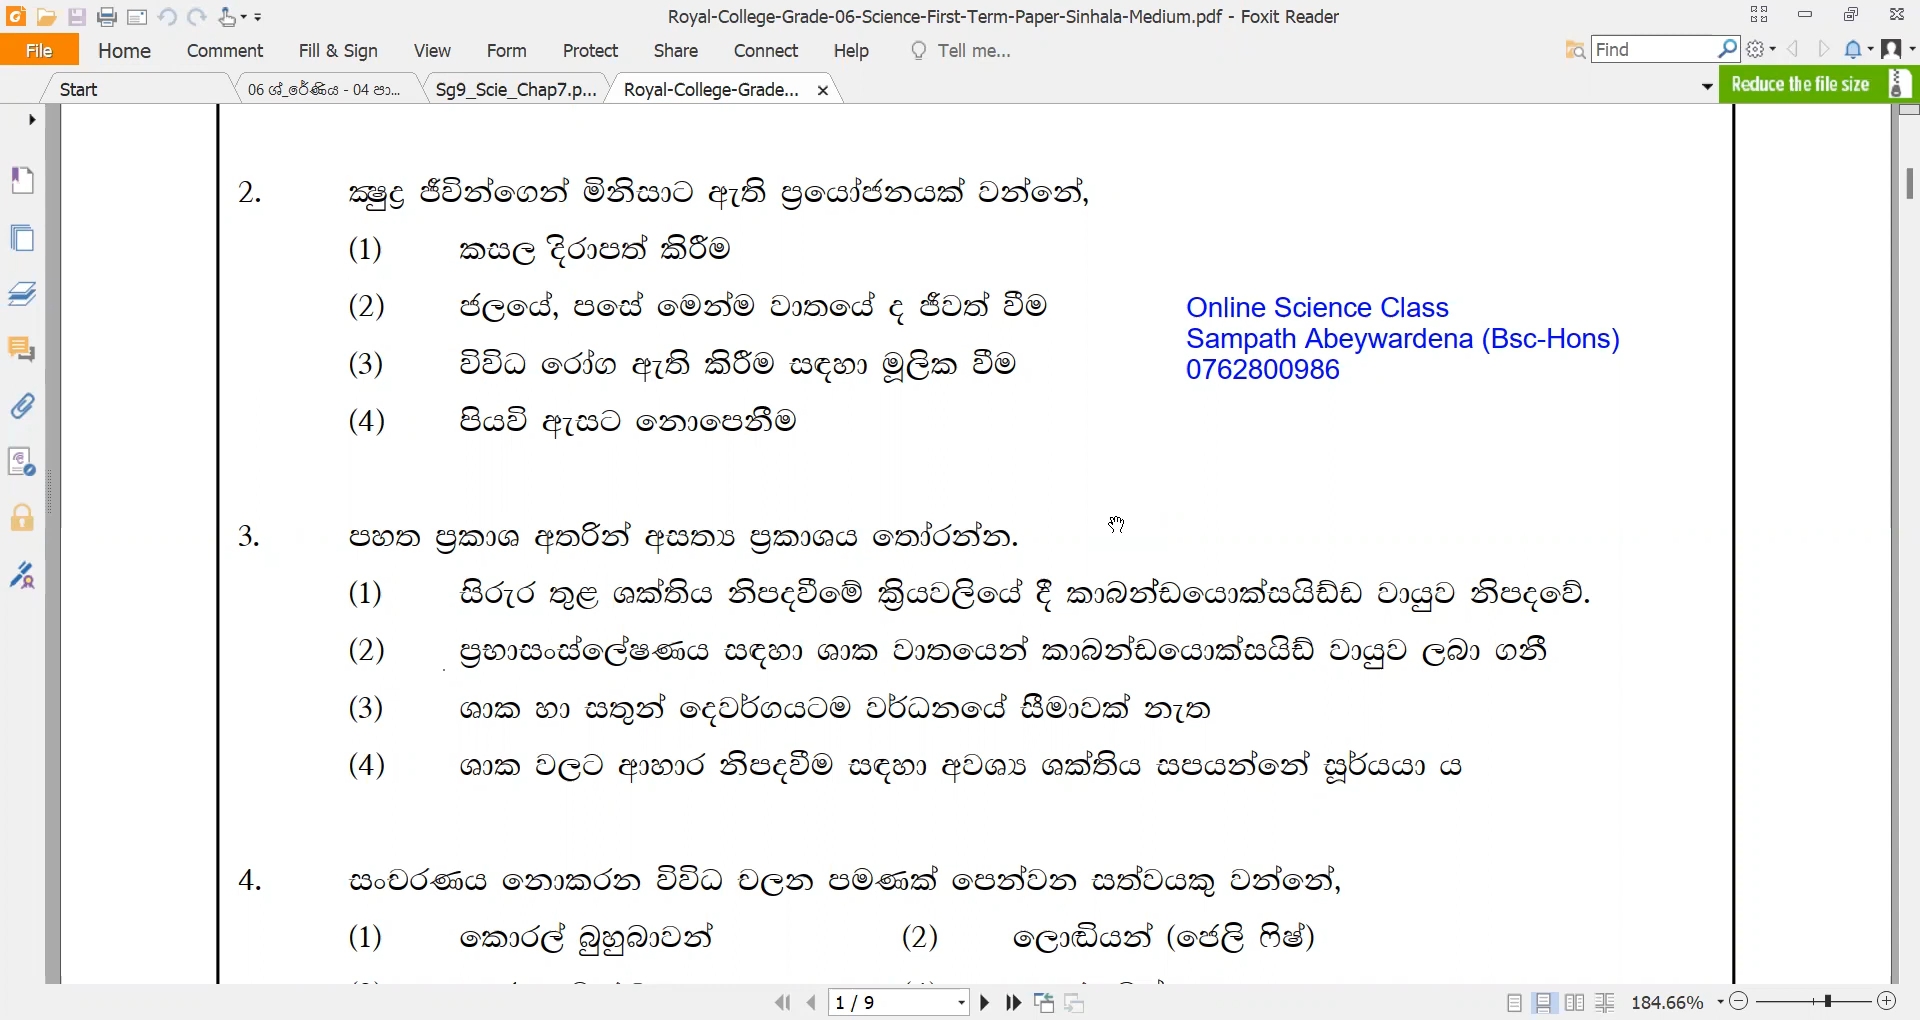 Royal-College-Grade-06-Science-First-Term-Paper-Sinhala-Medium.pdf - Foxit Reader
File Home Comment Fill & Sign View Form Protect Share Connect Help Tell me... Find
Start 06 ශ්‍රේණිය - 04 පා... Sg9_Scie_Chap7.p... Royal-College-Grade... Reduce the file size
2. ක්‍ෂුද්‍ර ජීවින්ගෙන් මිනිසාට ඇති ප්‍රයෝජනයක් වන්නේ,
(1) කසල දිරාපත් කිරීම
(2) ජලයේ, පසේ මෙන්ම වාතයේ ද ජීවත් වීම
(3) විවිධ රෝග ඇති කිරීම සඳහා මූලික වීම
(4) පියවි ඇසට නොපෙනීම
Online Science Class
Sampath Abeywardena (Bsc-Hons)
0762800986
3. පහත ප්‍රකාශ අතරින් අසත්‍ය ප්‍රකාශය තෝරන්න.
(1) සිරුර තුළ ශක්තිය නිපදවීමේ ක්‍රියවලියේ දී කාබන්ඩයොක්සයිඩ්ඩ වායුව නිපදවේ.
(2) ප්‍රභාසංස්ලේෂණය සඳහා ශාක වාතයෙන් කාබන්ඩයොක්සයිඩ් වායුව ලබා ගනී
(3) ශාක හා සතුන් දෙවර්ගයටම වර්ධනයේ සීමාවක් නැත
(4) ශාක වලට ආහාර නිපදවීම සඳහා අවශ්‍ය ශක්තිය සපයන්නේ සූර්යයා ය
4. සංචරණය නොකරන විවිධ චලන පමණක් පෙන්වන සත්වයකු වන්නේ,
(1) කොරල් බුහුබාවන් (2) ලොඬියන් (ජෙලි ෆිෂ්)
1 / 9 184.66%